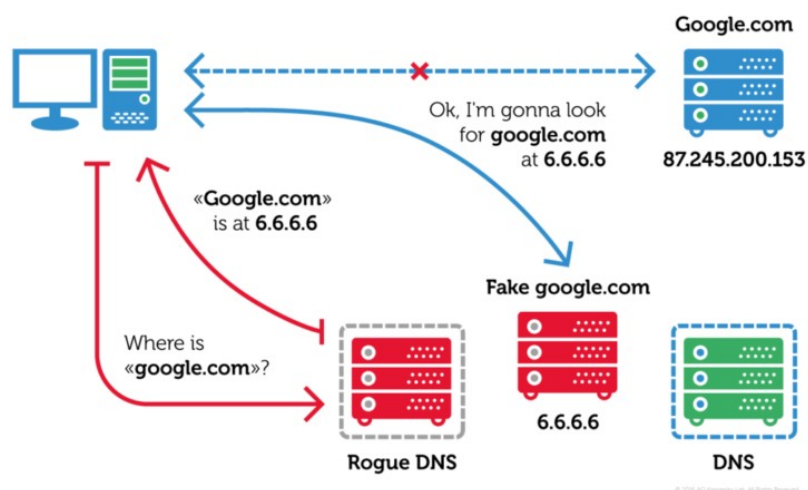 Google.com
87.245.200.153
Ok, I'm gonna look
for google.com
at 6.6.6.6
«Google.com»
is at 6.6.6.6
Fake google.com
6.6.6.6
Where is
«google.com»?
Rogue DNS
DNS